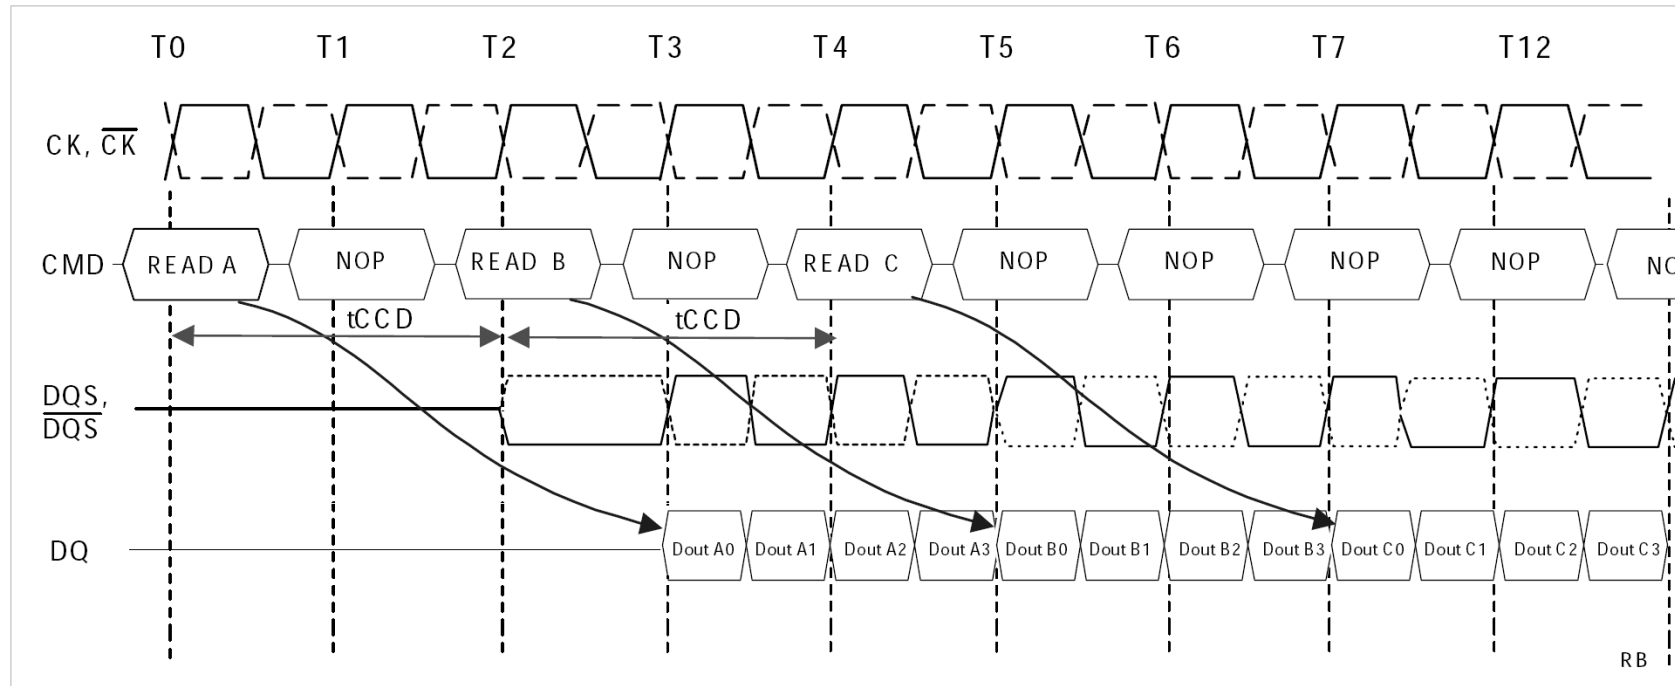 T0 T1 T2 T3 T4 T5 T6 T7 T12
CK, CK
CMD READ A NOP READ B NOP READ C NOP NOP NOP NOP NO
tCCD tCCD
DQS,
DQS
DQ Dout A0 Dout A1 Dout A2 Dout A3 Dout B0 Dout B1 Dout B2 Dout B3 Dout C0 Dout C1 Dout C2 Dout C3
RB